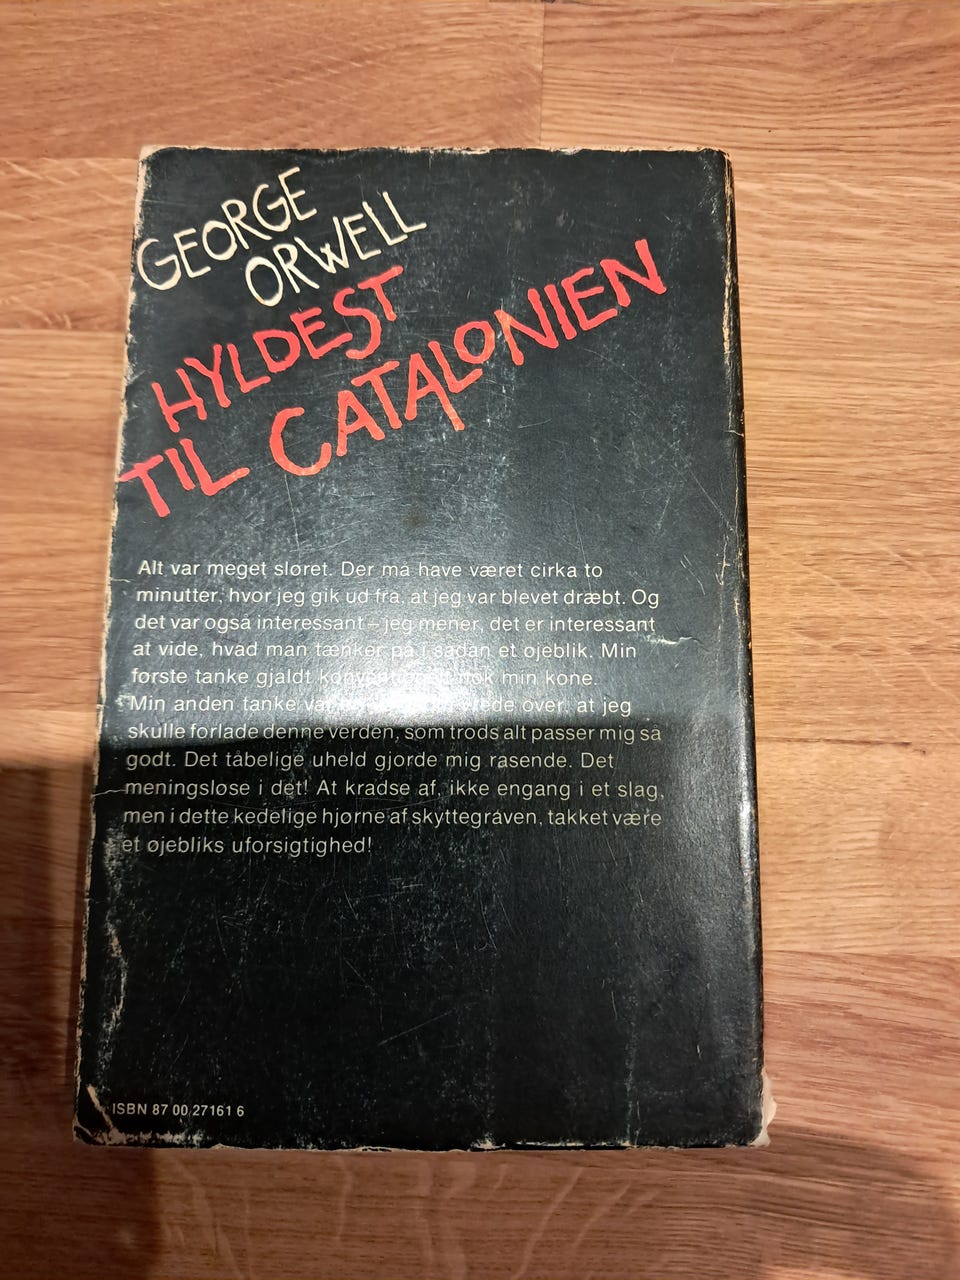 GEORGE
ORWELL
HYLDEST
TIL CATALONIEN
Alt var meget sløret. Der må have været cirka to
minutter, hvor jeg gik ud fra, at jeg var blevet dræbt. Og
det var også interessant – jeg mener, det er interessant
at vide, hvad man tænker på i sådan et øjeblik. Min
første tanke gjaldt konventionelt nok min kone.
Min anden tanke var vrede over, at jeg
skulle forlade denne verden, som trods alt passer mig så
godt. Det tåbelige uheld gjorde mig rasende. Det
meningsløse i det! At kradse af, ikke engang i et slag,
men i dette kedelige hjørne af skyttegraven, takket være
et øjebliks uforsigtighed!
ISBN 87 00 27161 6